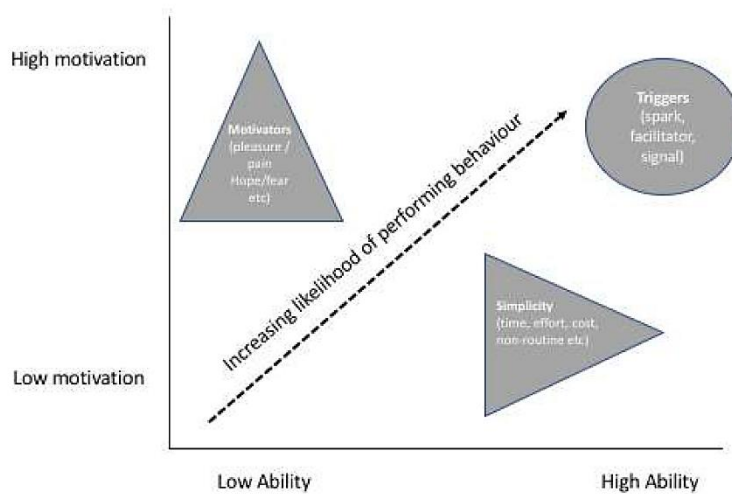 High motivation
Motivators
(pleasure /
pain
Hope/fear
etc)
Triggers
(spark,
facilitator,
signal)
Increasing likelihood of performing behaviour
Simplicity
(time, effort, cost,
non-routine etc)
Low motivation
Low Ability
High Ability